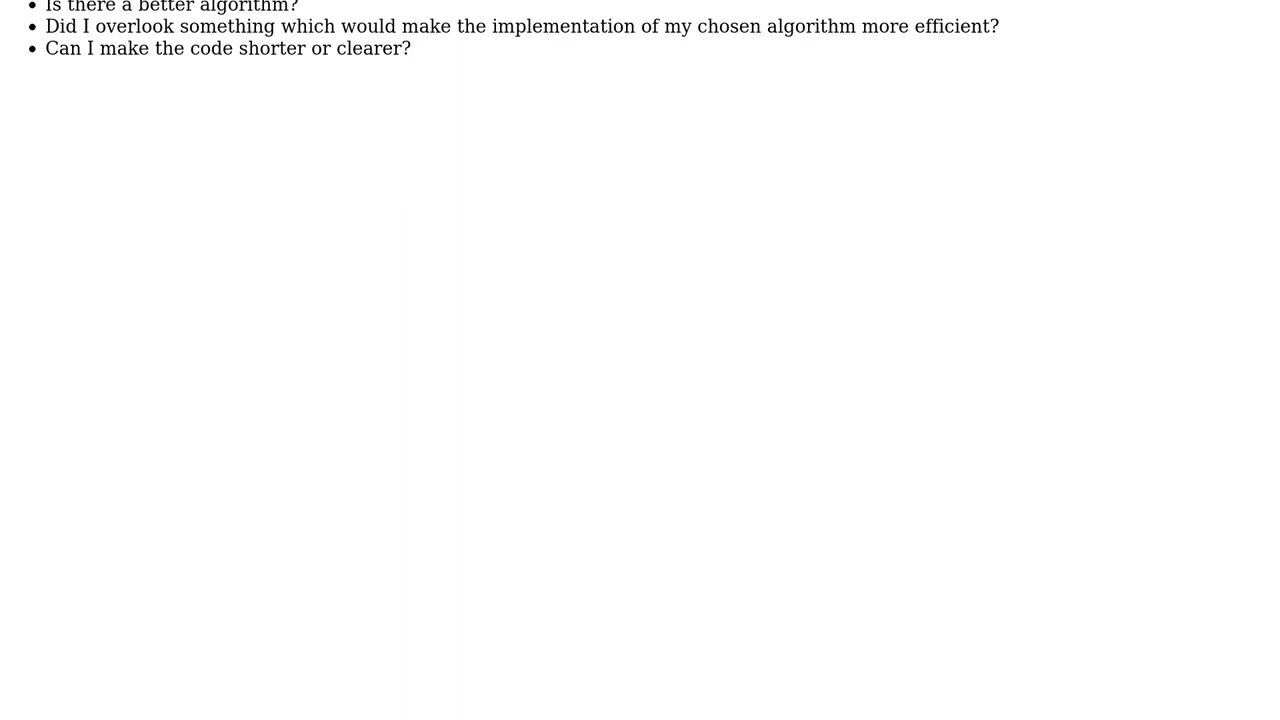 • Is there a better algorithm?
• Did I overlook something which would make the implementation of my chosen algorithm more efficient?
• Can I make the code shorter or clearer?